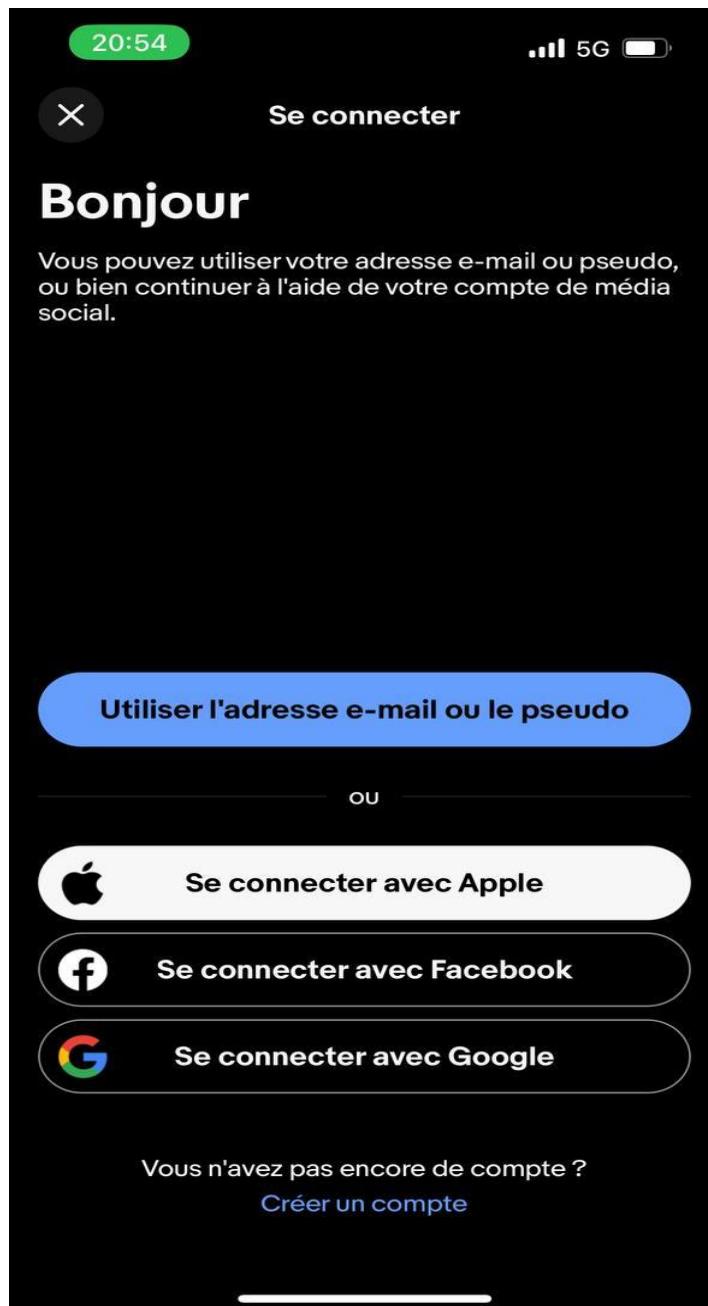 20:54
5G
Se connecter
Bonjour
Vous pouvez utiliser votre adresse e-mail ou pseudo,
ou bien continuer à l'aide de votre compte de média
social.
Utiliser l'adresse e-mail ou le pseudo
ou
Se connecter avec Apple
Se connecter avec Facebook
Se connecter avec Google
Vous n'avez pas encore de compte ?
Créer un compte